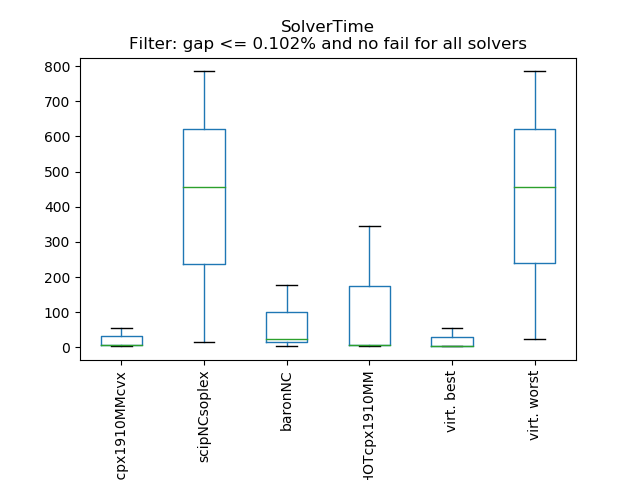 SolverTime
Filter: gap <= 0.102% and no fail for all solvers
800
700
600
500
400
300
200
100
0
cpx1910MMcvx
scipNCsoplex
baronNC
HOTcpx1910MM
virt. best
virt. worst